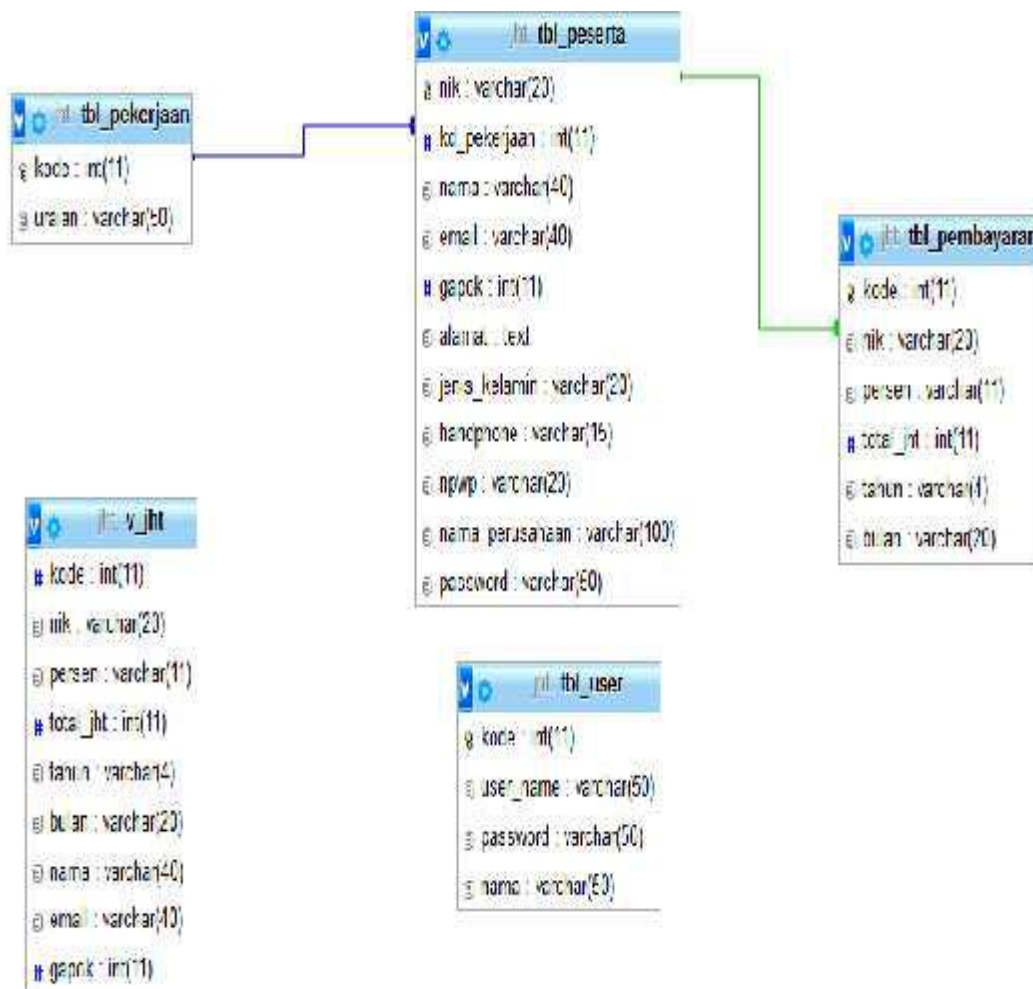 jht tbl_pekerjaan
kode : int(11)
uraian : varchar(50)
jht tbl_peserta
nik : varchar(20)
kd_pekerjaan : int(11)
nama : varchar(40)
email : varchar(40)
gapok : int(11)
alamat : text
jenis_kelamin : varchar(20)
handphone : varchar(15)
npwp : varchar(20)
nama_perusahaan : varchar(100)
password : varchar(50)
jht tbl_pembayaran
kode : int(11)
nik : varchar(20)
persen : varchar(11)
total_jht : int(11)
tahun : varchar(4)
bulan : varchar(20)
jht v_jht
kode : int(11)
nik : varchar(20)
persen : varchar(11)
total_jht : int(11)
tahun : varchar(4)
bulan : varchar(20)
nama : varchar(40)
email : varchar(40)
gapok : int(11)
jht tbl_user
kode : int(11)
user_name : varchar(50)
password : varchar(50)
nama : varchar(50)